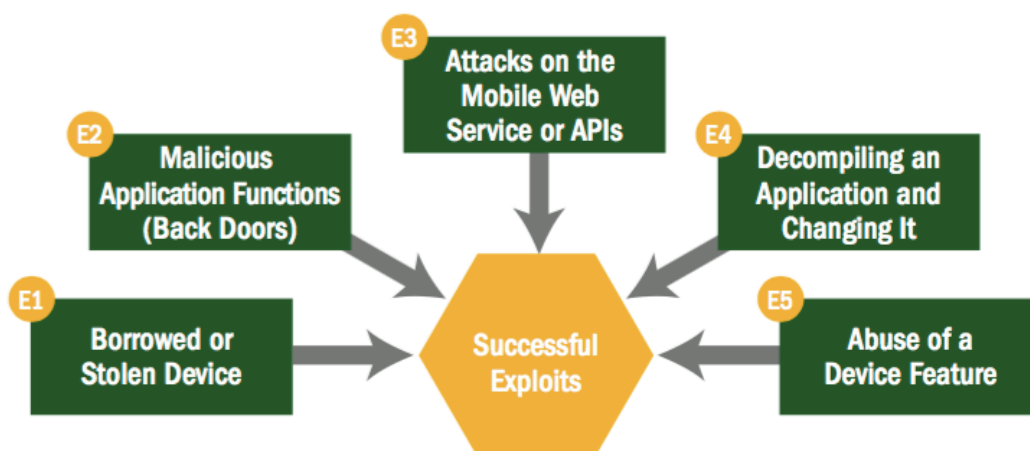 E1
Borrowed or
Stolen Device
E2
Malicious
Application Functions
(Back Doors)
E3
Attacks on the
Mobile Web
Service or APIs
E4
Decompiling an
Application and
Changing It
E5
Abuse of a
Device Feature
Successful
Exploits